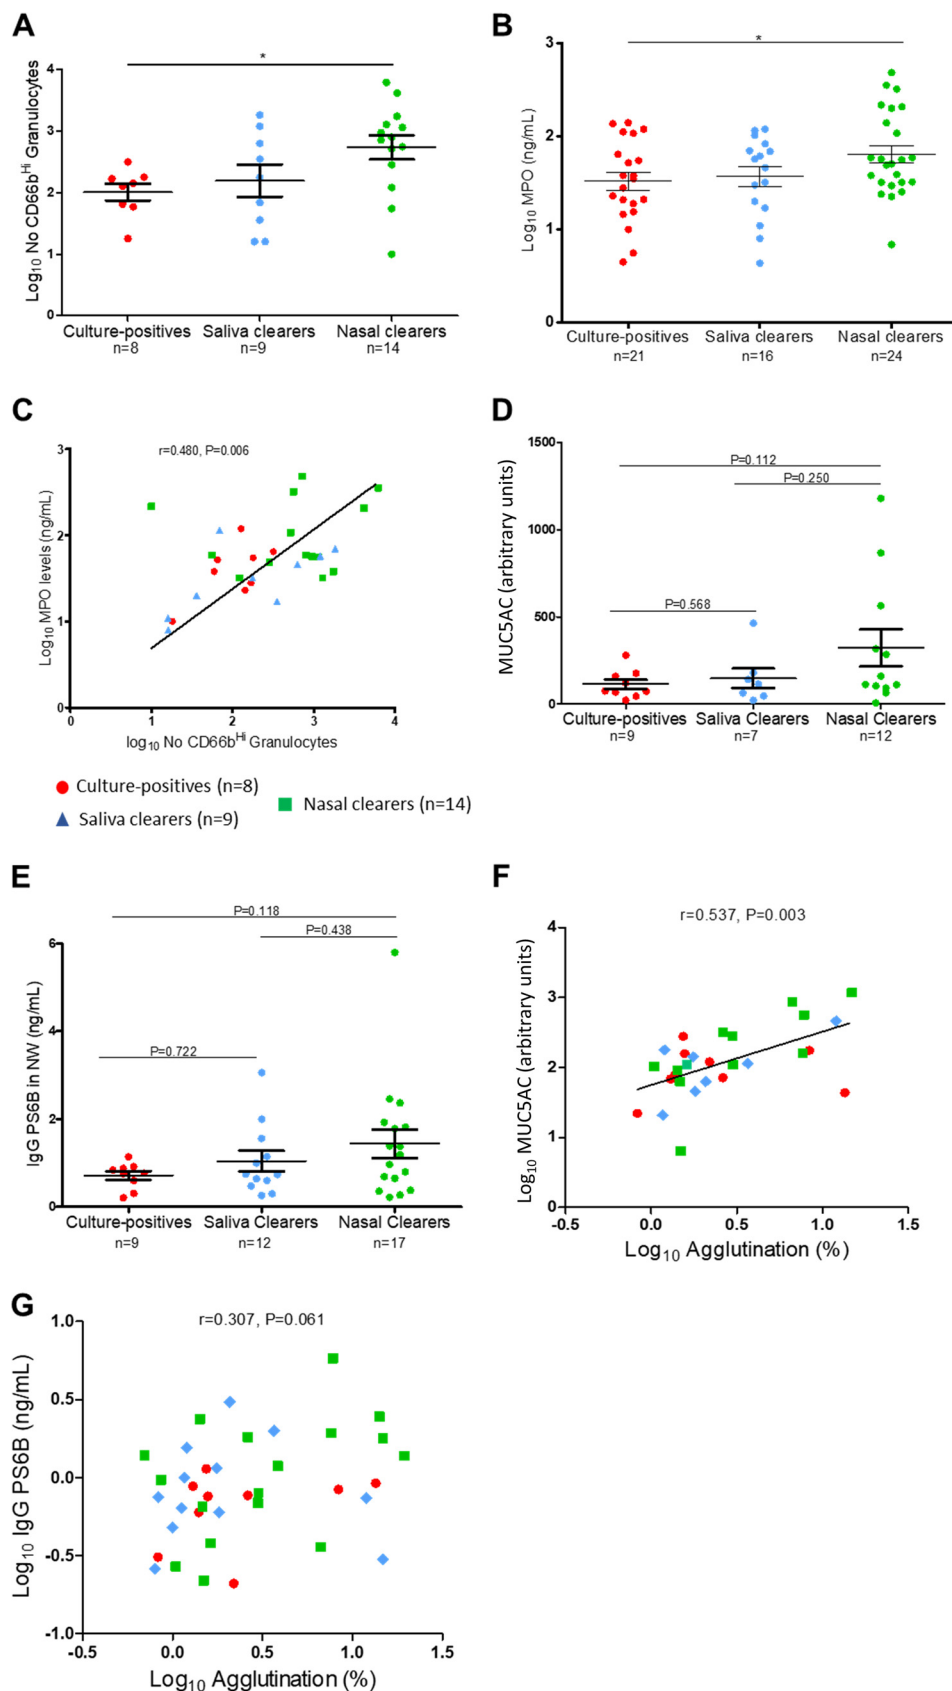 A
*
Log10 No CD66bHi Granulocytes
4
3
2
1
0
Culture-positives Saliva clearers Nasal clearers
n=8 n=9 n=14
B
*
Log10 MPO (ng/mL)
3
2
1
0
Culture-positives Saliva clearers Nasal clearers
n=21 n=16 n=24
C
r=0.480, P=0.006
Log10 MPO levels (ng/mL)
3
2
1
0
1 2 3 4
log10 No CD66bHi Granulocytes
Culture-positives (n=8)
Saliva clearers (n=9)
Nasal clearers (n=14)
D
MUC5AC (arbitrary units)
1500
1000
500
0
P=0.112
P=0.250
P=0.568
Culture-positives Saliva Clearers Nasal Clearers
n=9 n=7 n=12
E
P=0.118
P=0.438
P=0.722
IgG PS6B in NW (ng/mL)
6
4
2
0
Culture-positives Saliva Clearers Nasal Clearers
n=9 n=12 n=17
F
r=0.537, P=0.003
Log10 MUC5AC (arbitrary units)
4
3
2
1
0
-0.5 0.0 0.5 1.0 1.5
Log10 Agglutination (%)
G
r=0.307, P=0.061
Log10 IgG PS6B (ng/mL)
1.0
0.5
0.0
-0.5
-1.0
-0.5 0.0 0.5 1.0 1.5
Log10 Agglutination (%)